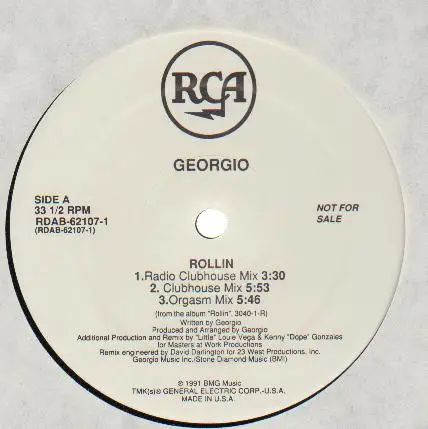 RCA
GEORGIO
SIDE A
33 1/2 RPM
RDAB-62107-1
(RDAB-62107-1)
NOT FOR
SALE
ROLLIN
1.Radio Clubhouse Mix 3:30
2. Clubhouse Mix 5:53
3.Orgasm Mix 5:46
(from the album "Rollin", 3040-1-R)
Written by Georgio
Produced and Arranged by Georgio
Additional Production and Remix by "Little" Louie Vega & Kenny "Dope" Gonzales
for Masters at Work Productions
Remix engineered by David Darlington for 23 West Productions, Inc.
Georgio Music Inc./Stone Diamond Music (BMI)
℗ © 1991 BMG Music
TMK(s)® GENERAL ELECTRIC CORP.-U.S.A.
MADE IN U.S.A.